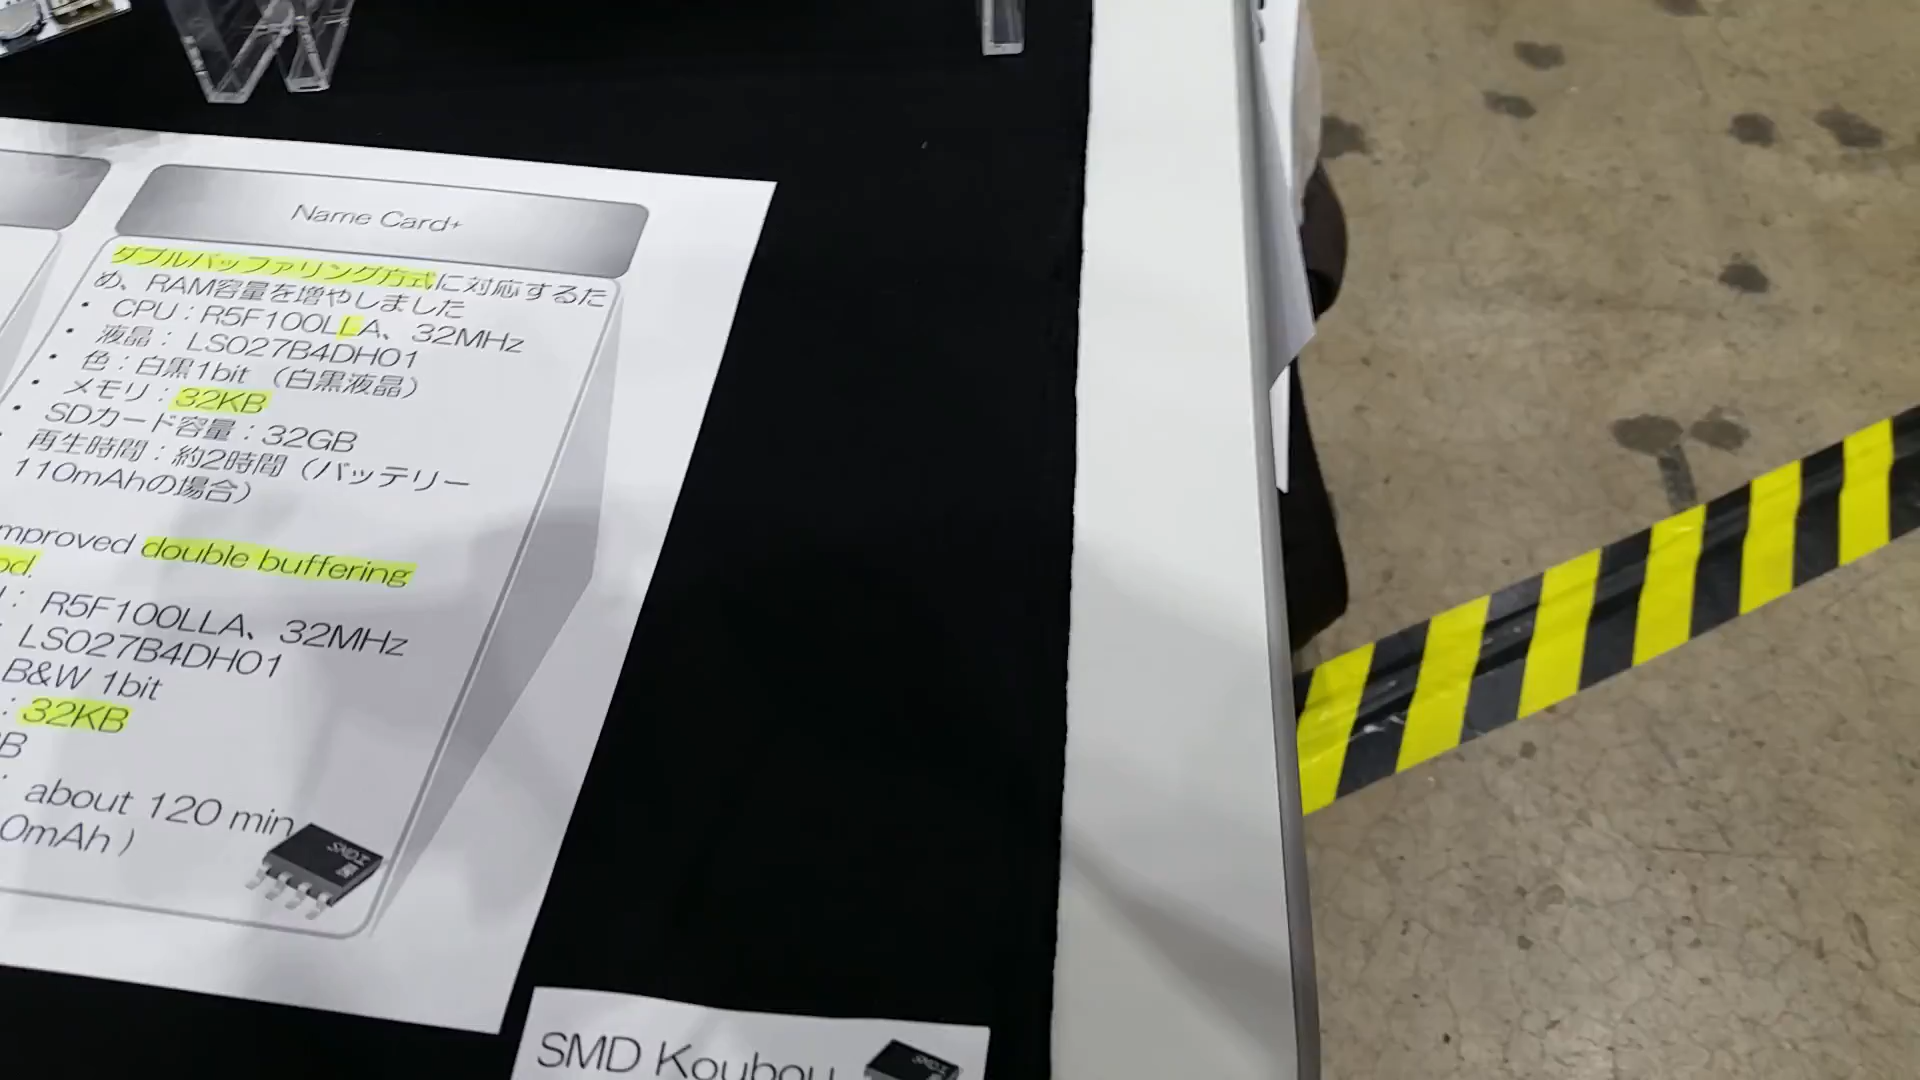 Name Card+
ダブルバッファリング方式に対応するた
め、RAM容量を増やしました
・ CPU：R5F100LLA、32MHz
・ 液晶： LS027B4DH01
・ 色：白黒1bit （白黒液晶）
・ メモリ：32KB
・ SDカード容量：32GB
・ 再生時間：約2時間（バッテリー
110mAhの場合）
mproved double buffering
od.
： R5F100LLA、32MHz
LS027B4DH01
B&W 1bit
：32KB
B
： about 120 min
0mAh）
SMD Koubou